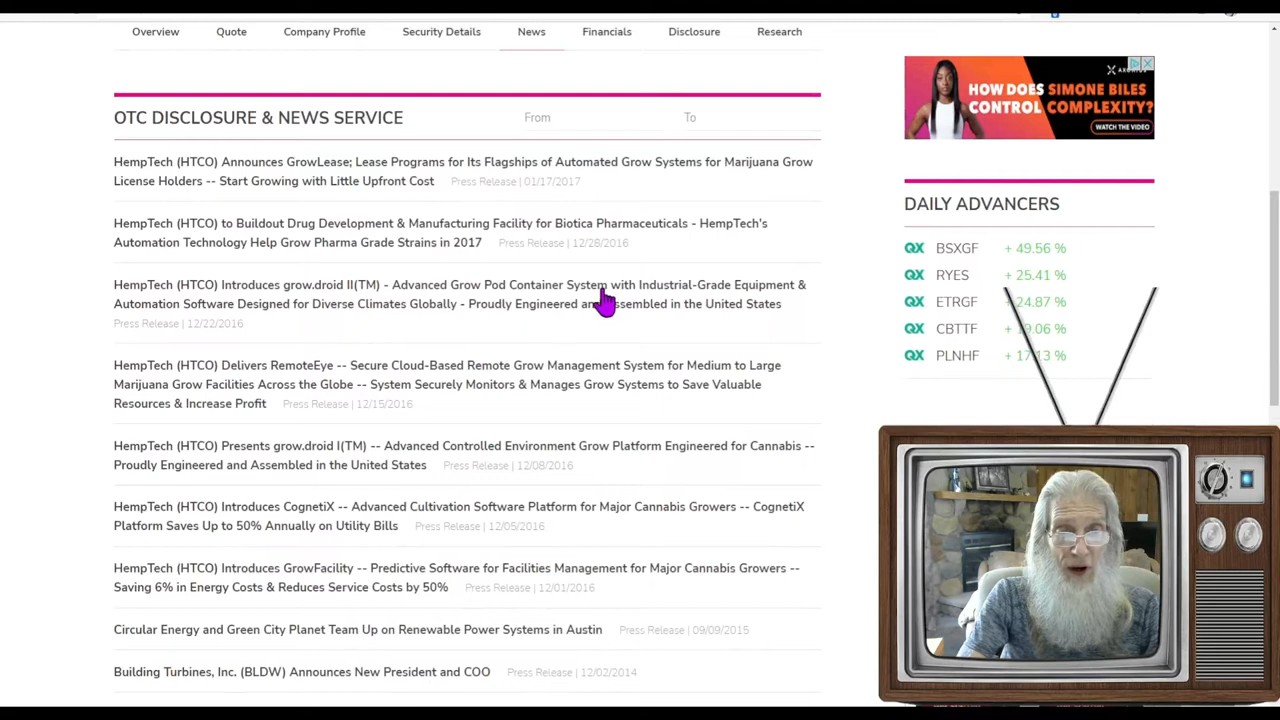 Overview Quote Company Profile Security Details News Financials Disclosure Research
OTC DISCLOSURE & NEWS SERVICE From To
HempTech (HTCO) Announces GrowLease; Lease Programs for Its Flagships of Automated Grow Systems for Marijuana Grow
License Holders -- Start Growing with Little Upfront Cost Press Release | 01/17/2017
HempTech (HTCO) to Buildout Drug Development & Manufacturing Facility for Biotica Pharmaceuticals - HempTech's
Automation Technology Help Grow Pharma Grade Strains in 2017 Press Release | 12/28/2016
HempTech (HTCO) Introduces grow.droid II(TM) - Advanced Grow Pod Container System with Industrial-Grade Equipment &
Automation Software Designed for Diverse Climates Globally - Proudly Engineered and Assembled in the United States
Press Release | 12/22/2016
HempTech (HTCO) Delivers RemoteEye -- Secure Cloud-Based Remote Grow Management System for Medium to Large
Marijuana Grow Facilities Across the Globe -- System Securely Monitors & Manages Grow Systems to Save Valuable
Resources & Increase Profit Press Release | 12/15/2016
HempTech (HTCO) Presents grow.droid I(TM) -- Advanced Controlled Environment Grow Platform Engineered for Cannabis --
Proudly Engineered and Assembled in the United States Press Release | 12/08/2016
HempTech (HTCO) Introduces CognetiX -- Advanced Cultivation Software Platform for Major Cannabis Growers -- CognetiX
Platform Saves Up to 50% Annually on Utility Bills Press Release | 12/05/2016
HempTech (HTCO) Introduces GrowFacility -- Predictive Software for Facilities Management for Major Cannabis Growers --
Saving 6% in Energy Costs & Reduces Service Costs by 50% Press Release | 12/01/2016
Circular Energy and Green City Planet Team Up on Renewable Power Systems in Austin Press Release | 09/09/2015
Building Turbines, Inc. (BLDW) Announces New President and COO Press Release | 12/02/2014
HOW DOES SIMONE BILES
CONTROL COMPLEXITY?
WATCH THE VIDEO
DAILY ADVANCERS
QX BSXGF + 49.56 %
QX RYES + 25.41 %
QX ETRGF + 24.87 %
QX CBTTF
QX PLNHF